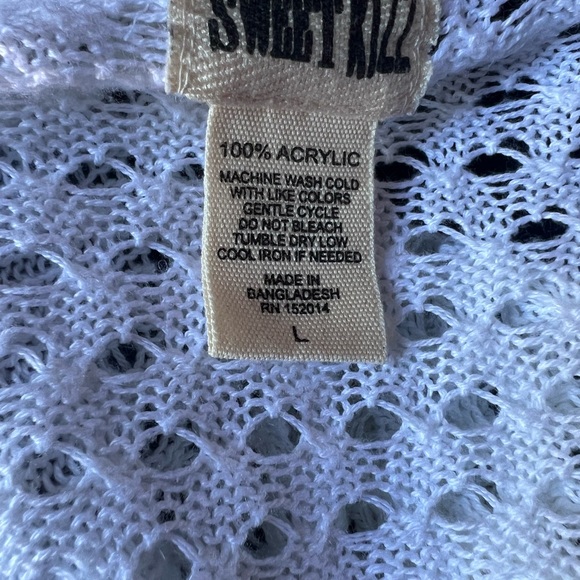 SWEET KILL
100% ACRYLIC
MACHINE WASH COLD
WITH LIKE COLORS
GENTLE CYCLE
DO NOT BLEACH
TUMBLE DRY LOW
COOL IRON IF NEEDED
MADE IN
BANGLADESH
RN 152014
L